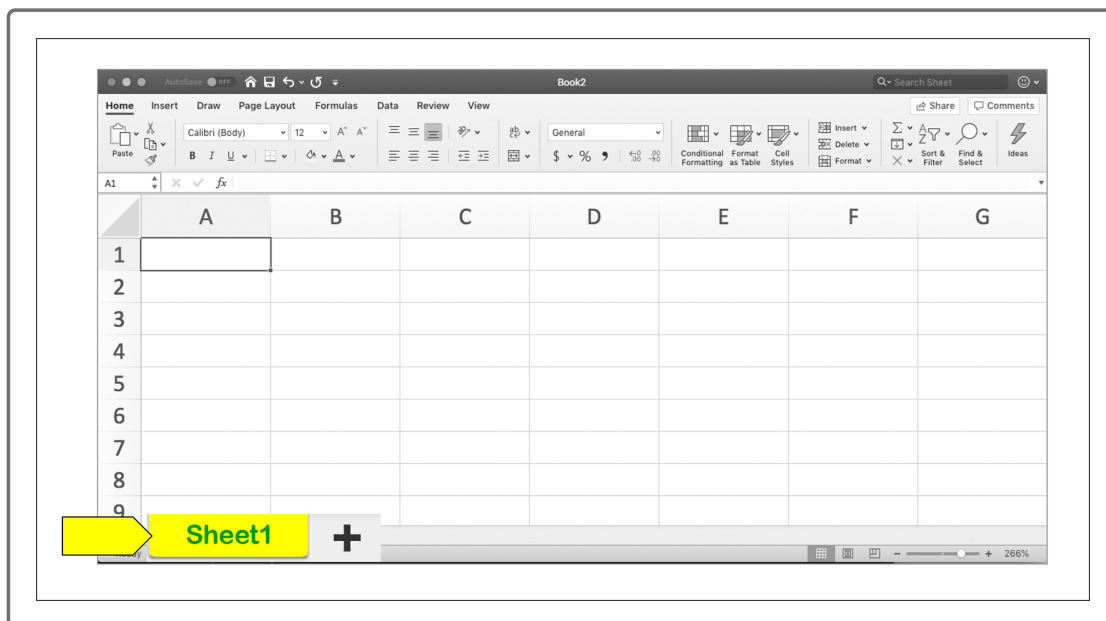 AutoSave OFF Book2 Search Sheet
Home Insert Draw Page Layout Formulas Data Review View Share Comments
Paste Calibri (Body) 12 A^ A˅ General Insert Σ
B I U A $ % 9 Conditional Formatting Format as Table Cell Styles Delete Format Sort & Filter Find & Select Ideas
A1 fx
A B C D E F G
1
2
3
4
5
6
7
8
9
Sheet1 +
266%